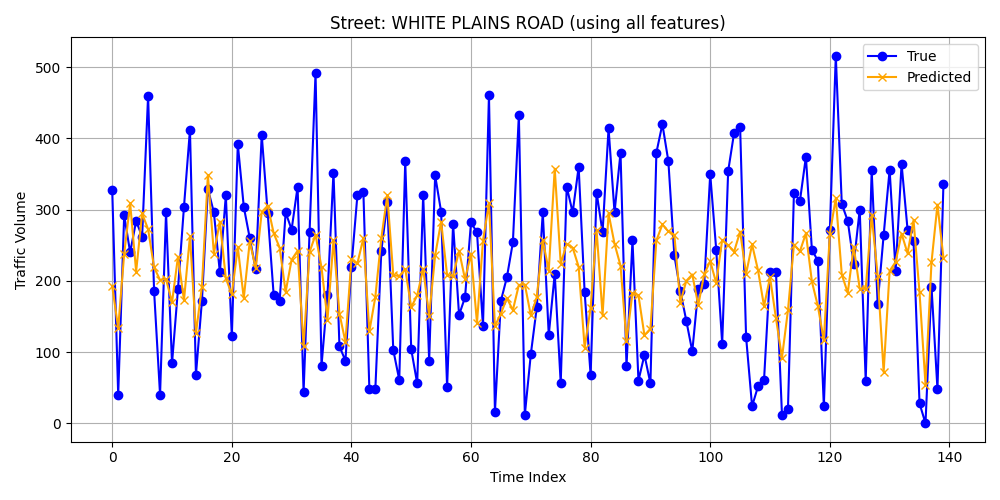 Street: WHITE PLAINS ROAD (using all features)
True
Predicted
Traffic Volume
500
400
300
200
100
0
0 20 40 60 80 100 120 140
Time Index